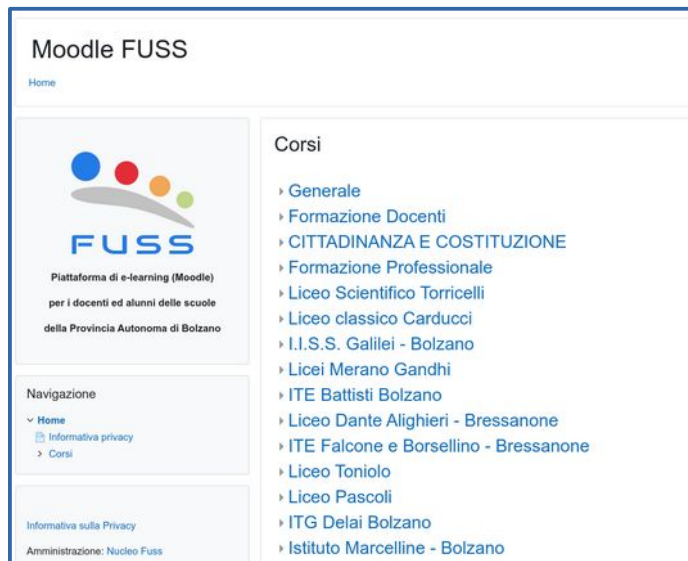 Moodle FUSS
Home
FUSS
Piattaforma di e-learning (Moodle)
per i docenti ed alunni delle scuole
della Provincia Autonoma di Bolzano
Navigazione
Home
Informativa privacy
Corsi
Informativa sulla Privacy
Amministrazione: Nucleo Fuss
Corsi
Generale
Formazione Docenti
CITTADINANZA E COSTITUZIONE
Formazione Professionale
Liceo Scientifico Torricelli
Liceo classico Carducci
I.I.S.S. Galilei - Bolzano
Licei Merano Gandhi
ITE Battisti Bolzano
Liceo Dante Alighieri - Bressanone
ITE Falcone e Borsellino - Bressanone
Liceo Toniolo
Liceo Pascoli
ITG Delai Bolzano
Istituto Marcelline - Bolzano